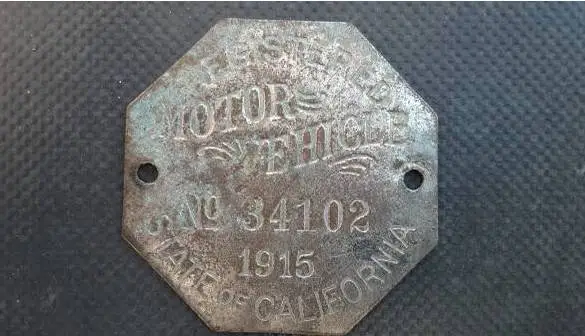 REGISTERED
MOTOR
VEHICLE
No 34102
1915
STATE OF CALIFORNIA